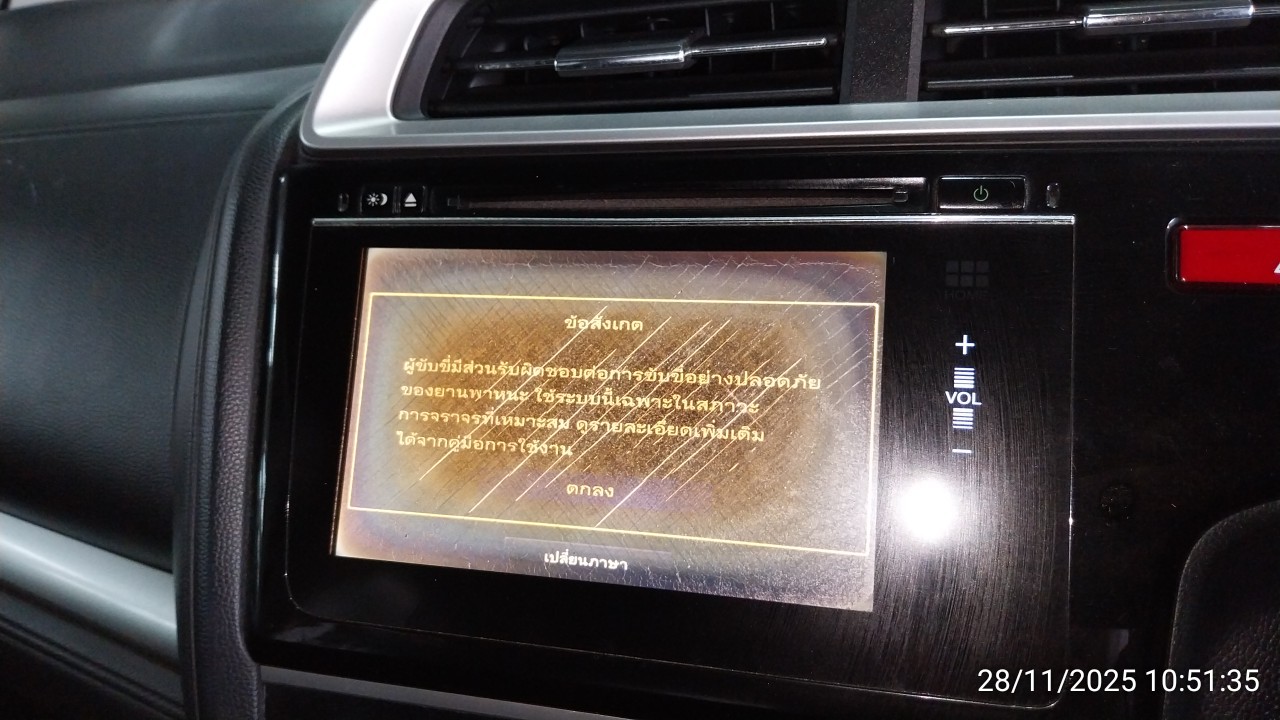 HOME
ข้อสังเกต
ผู้ขับขี่มีส่วนรับผิดชอบต่อการขับขี่อย่างปลอดภัย
ของยานพาหนะ ใช้ระบบนี้เฉพาะในสภาวะ
การจราจรที่เหมาะสม ดูรายละเอียดเพิ่มเติม
ได้จากคู่มือการใช้งาน
ตกลง
เปลี่ยนภาษา
+
VOL
−
28/11/2025 10:51:35